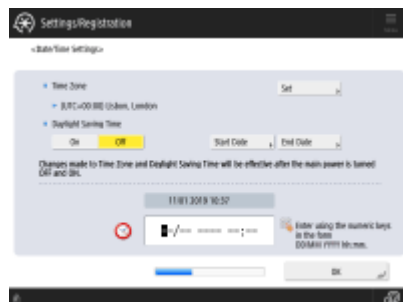 Settings/Registration
Menu
<Date/Time Settings>
Time Zone
Set
(UTC+00:00) Lisbon, London
Daylight Saving Time
On Off Start Date End Date
Changes made to Time Zone and Daylight Saving Time will be effective after the main power is turned
OFF and ON.
11/01 2019 10:57
--/-- ---- --:--
Enter using the numeric keys
in the form
DD/MM YYYY hh:mm.
OK